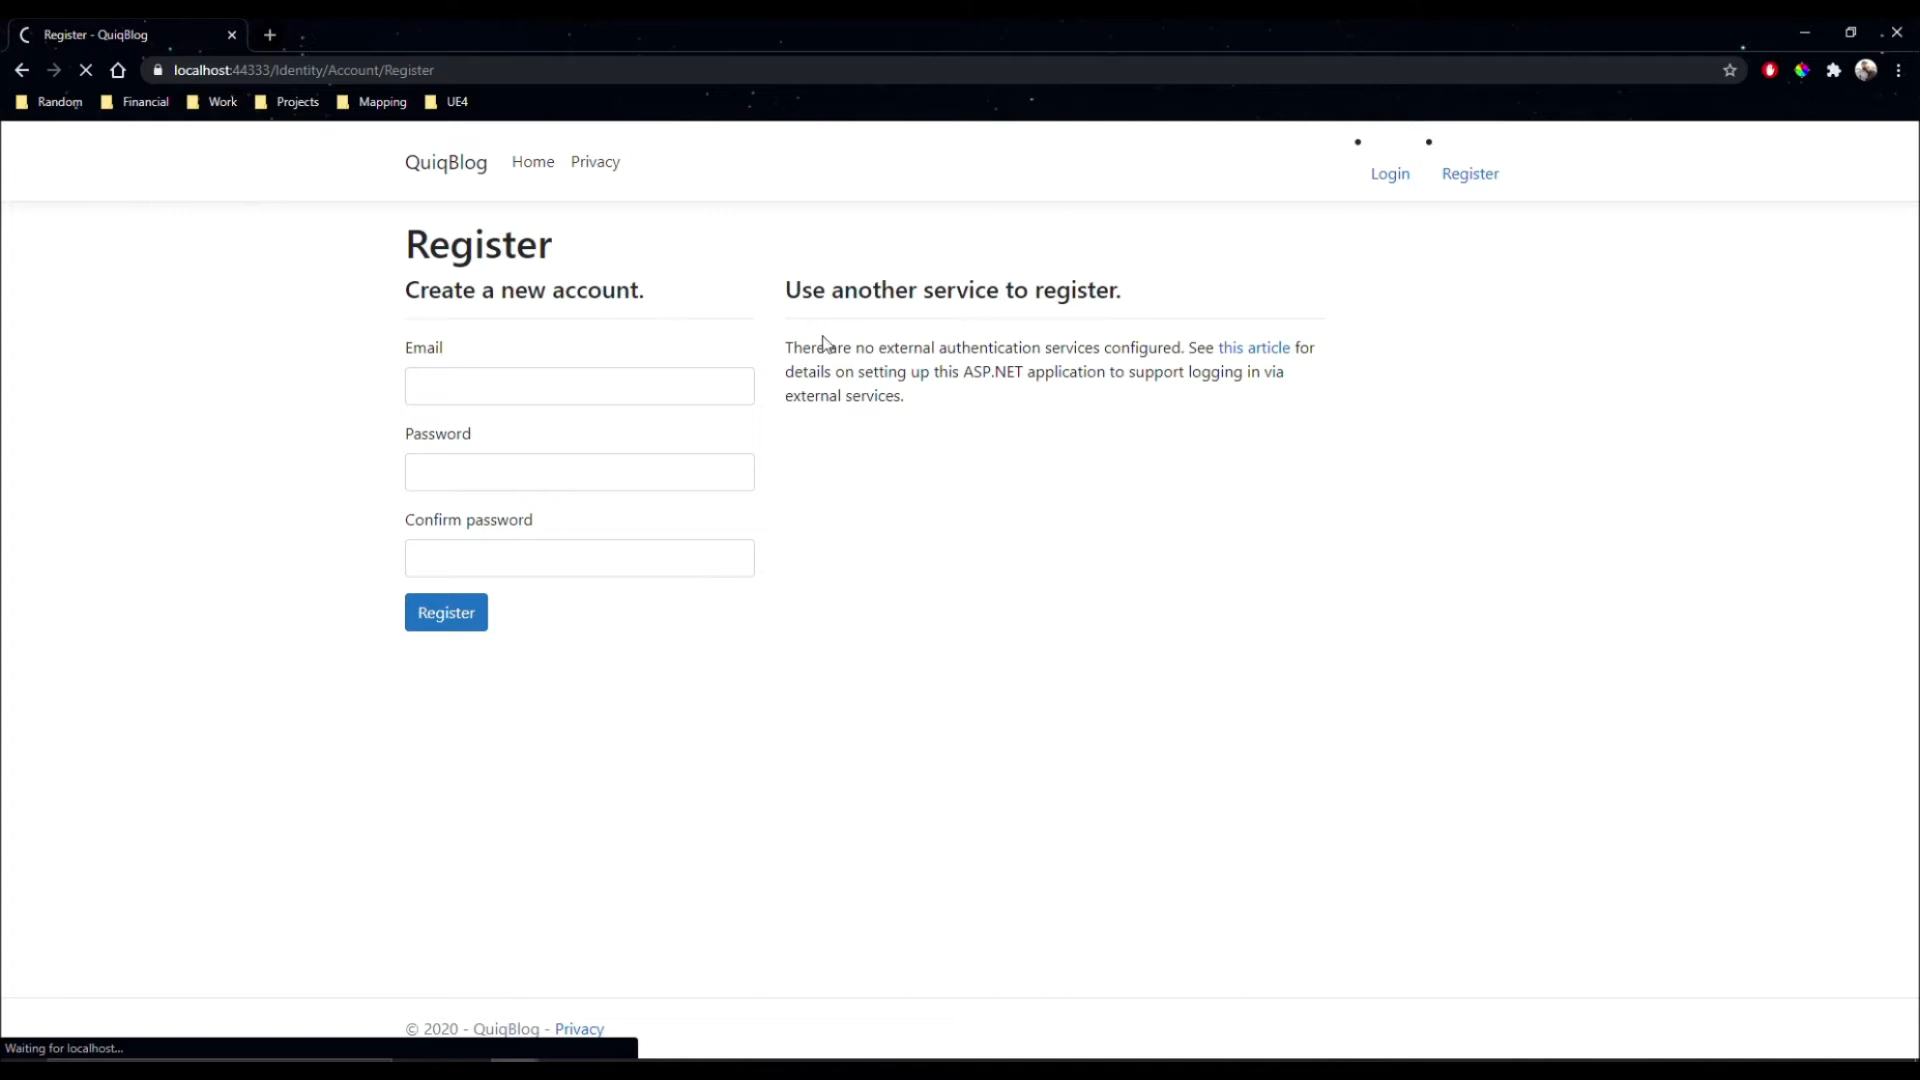 Register - QuiqBlog
localhost:44333/Identity/Account/Register
Random Financial Work Projects Mapping UE4
QuiqBlog Home Privacy
Login Register
Register
Create a new account.
Email
Password
Confirm password
Register
Use another service to register.
There are no external authentication services configured. See this article for
details on setting up this ASP.NET application to support logging in via
external services.
© 2020 - QuiqBlog - Privacy
Waiting for localhost...